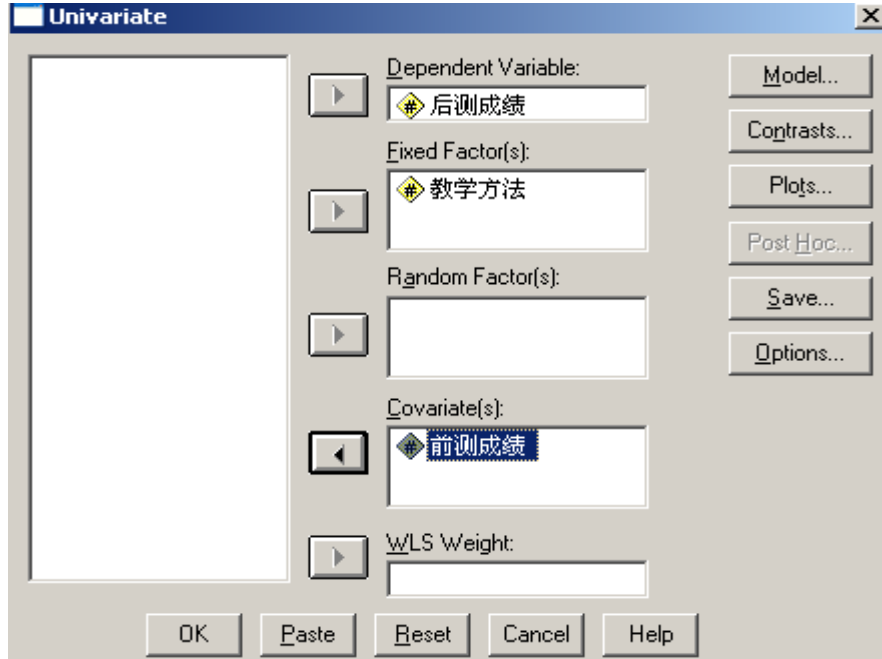 Univariate
Dependent Variable:
后测成绩
Model...
Contrasts...
Fixed Factor(s):
教学方法
Plots...
Post Hoc...
Random Factor(s):
Save...
Options...
Covariate(s):
前测成绩
WLS Weight:
OK Paste Reset Cancel Help